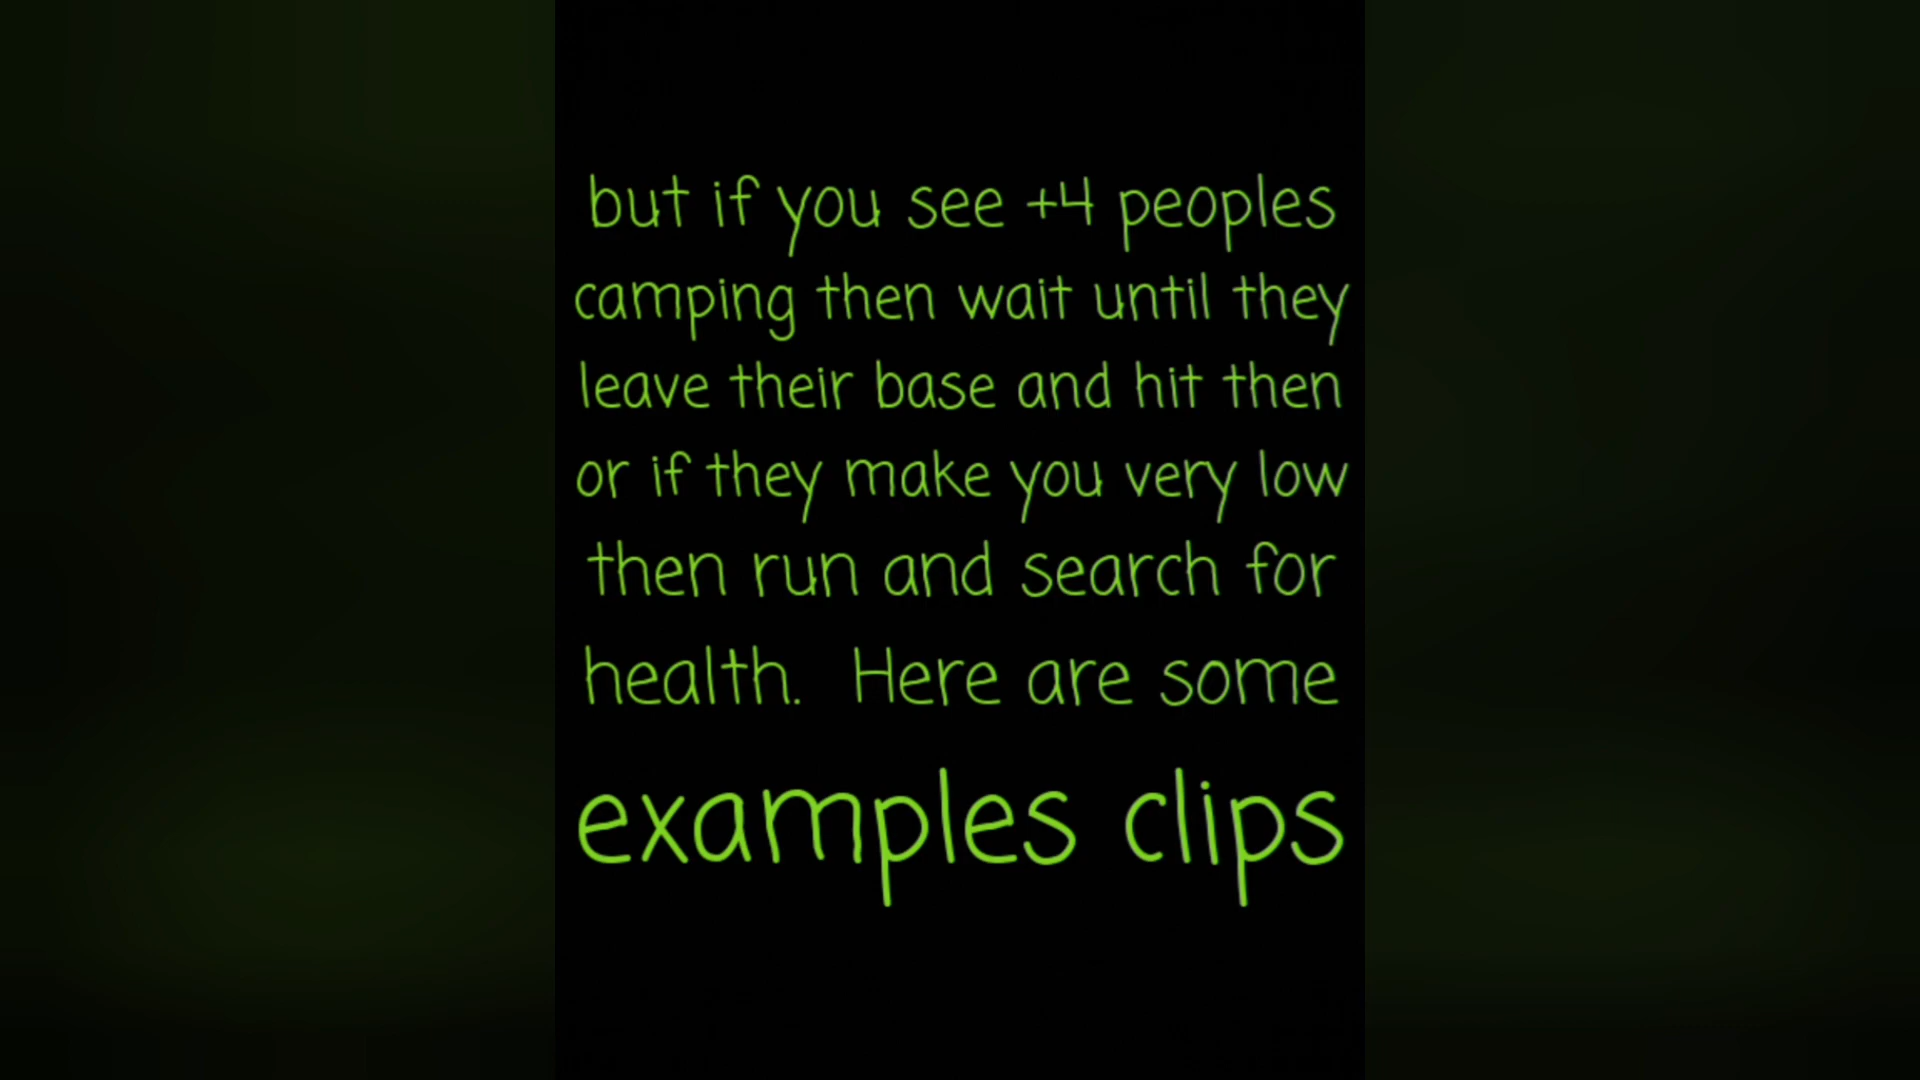 but if you see +4 peoples
camping then wait until they
leave their base and hit then
or if they make you very low
then run and search for
health. Here are some
examples clips